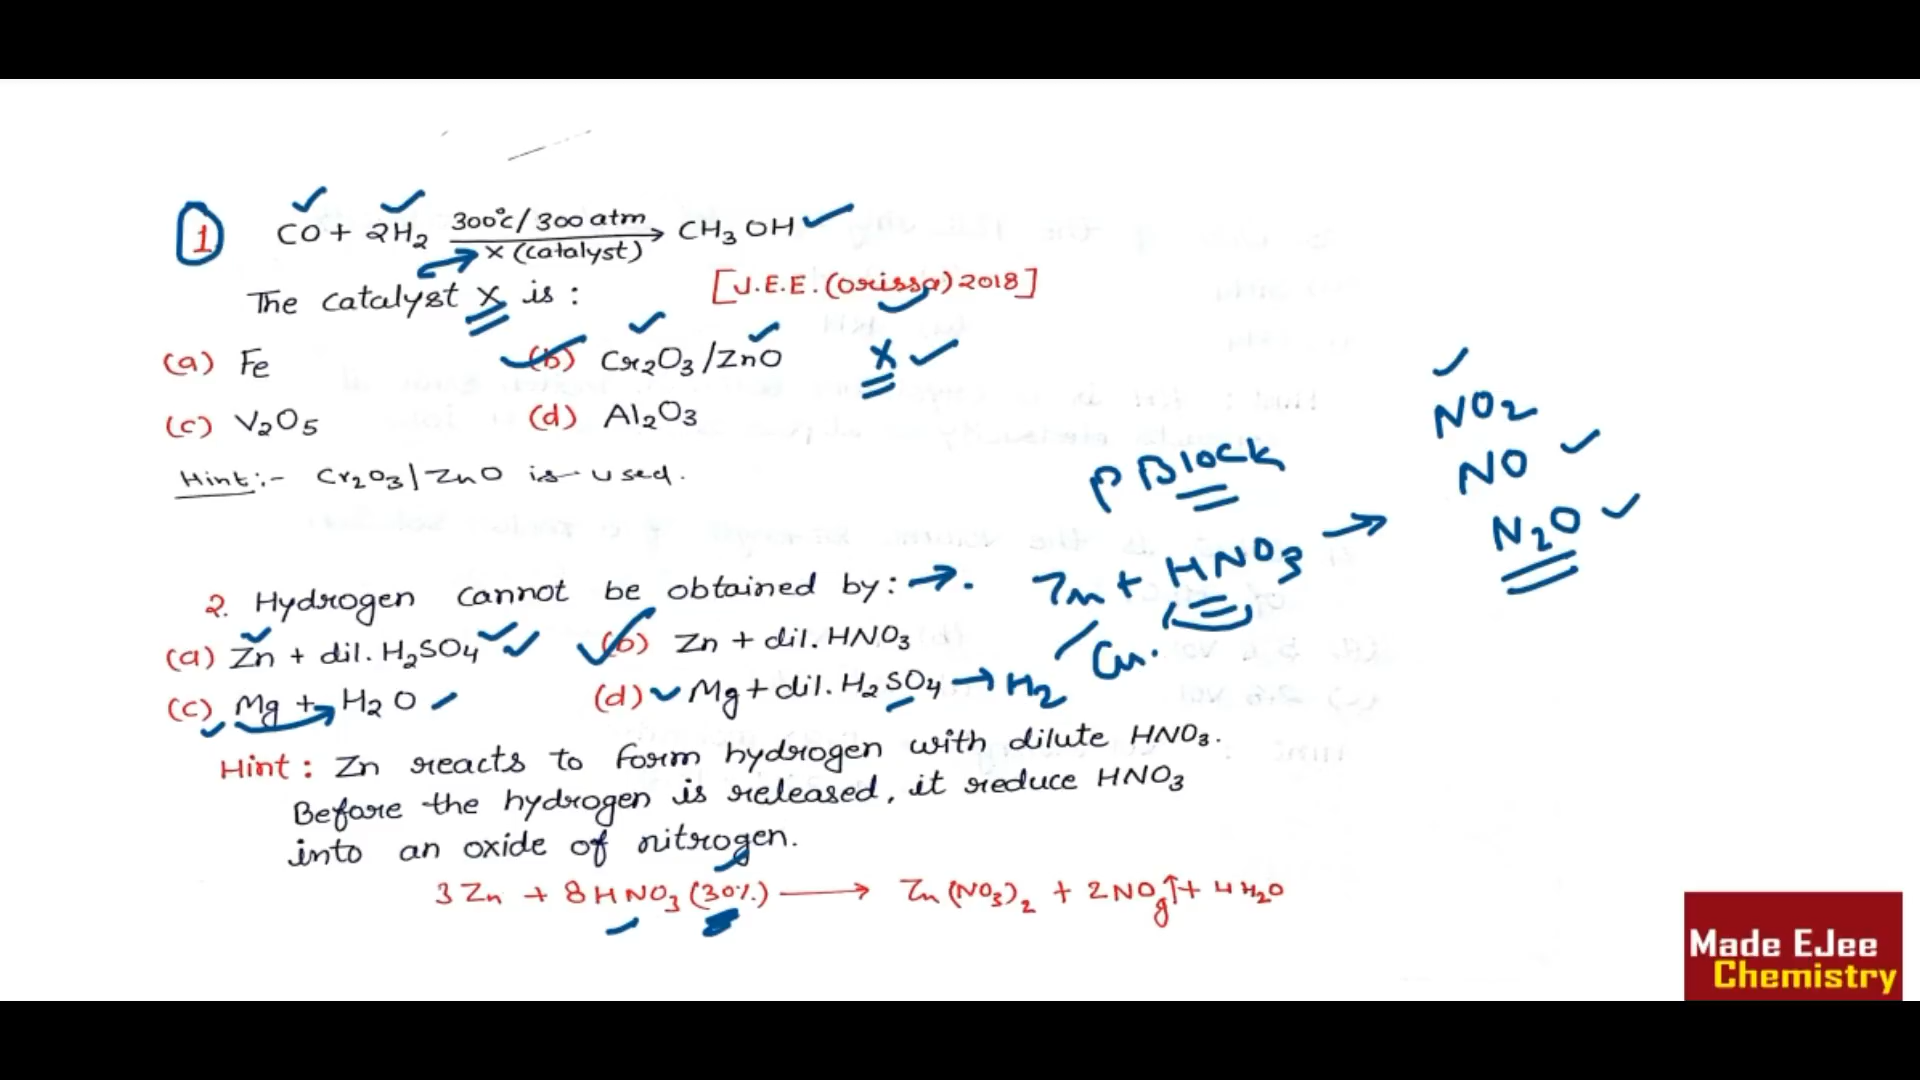 1 CO + 2H₂ 300°c/300 atm → X (catalyst) CH₃OH
The catalyst X is : [J.E.E. (Orissa) 2018]
(a) Fe (b) Cr₂O₃/ZnO X
(c) V₂O₅ (d) Al₂O₃
Hint:- Cr₂O₃/ZnO is used.
P Block
NO₂
NO
N₂O
Zn + HNO₃ →
Cu.
2. Hydrogen cannot be obtained by: →.
(a) Zn + dil. H₂SO₄ (b) Zn + dil. HNO₃
(c) Mg + H₂O (d) Mg + dil. H₂SO₄ → H₂
Hint : Zn reacts to form hydrogen with dilute HNO₃.
Before the hydrogen is released, it reduce HNO₃
into an oxide of nitrogen.
3 Zn + 8 HNO₃ (30%) → Zn(NO₃)₂ + 2NO g↑ + 4H₂O
Made EJee
Chemistry